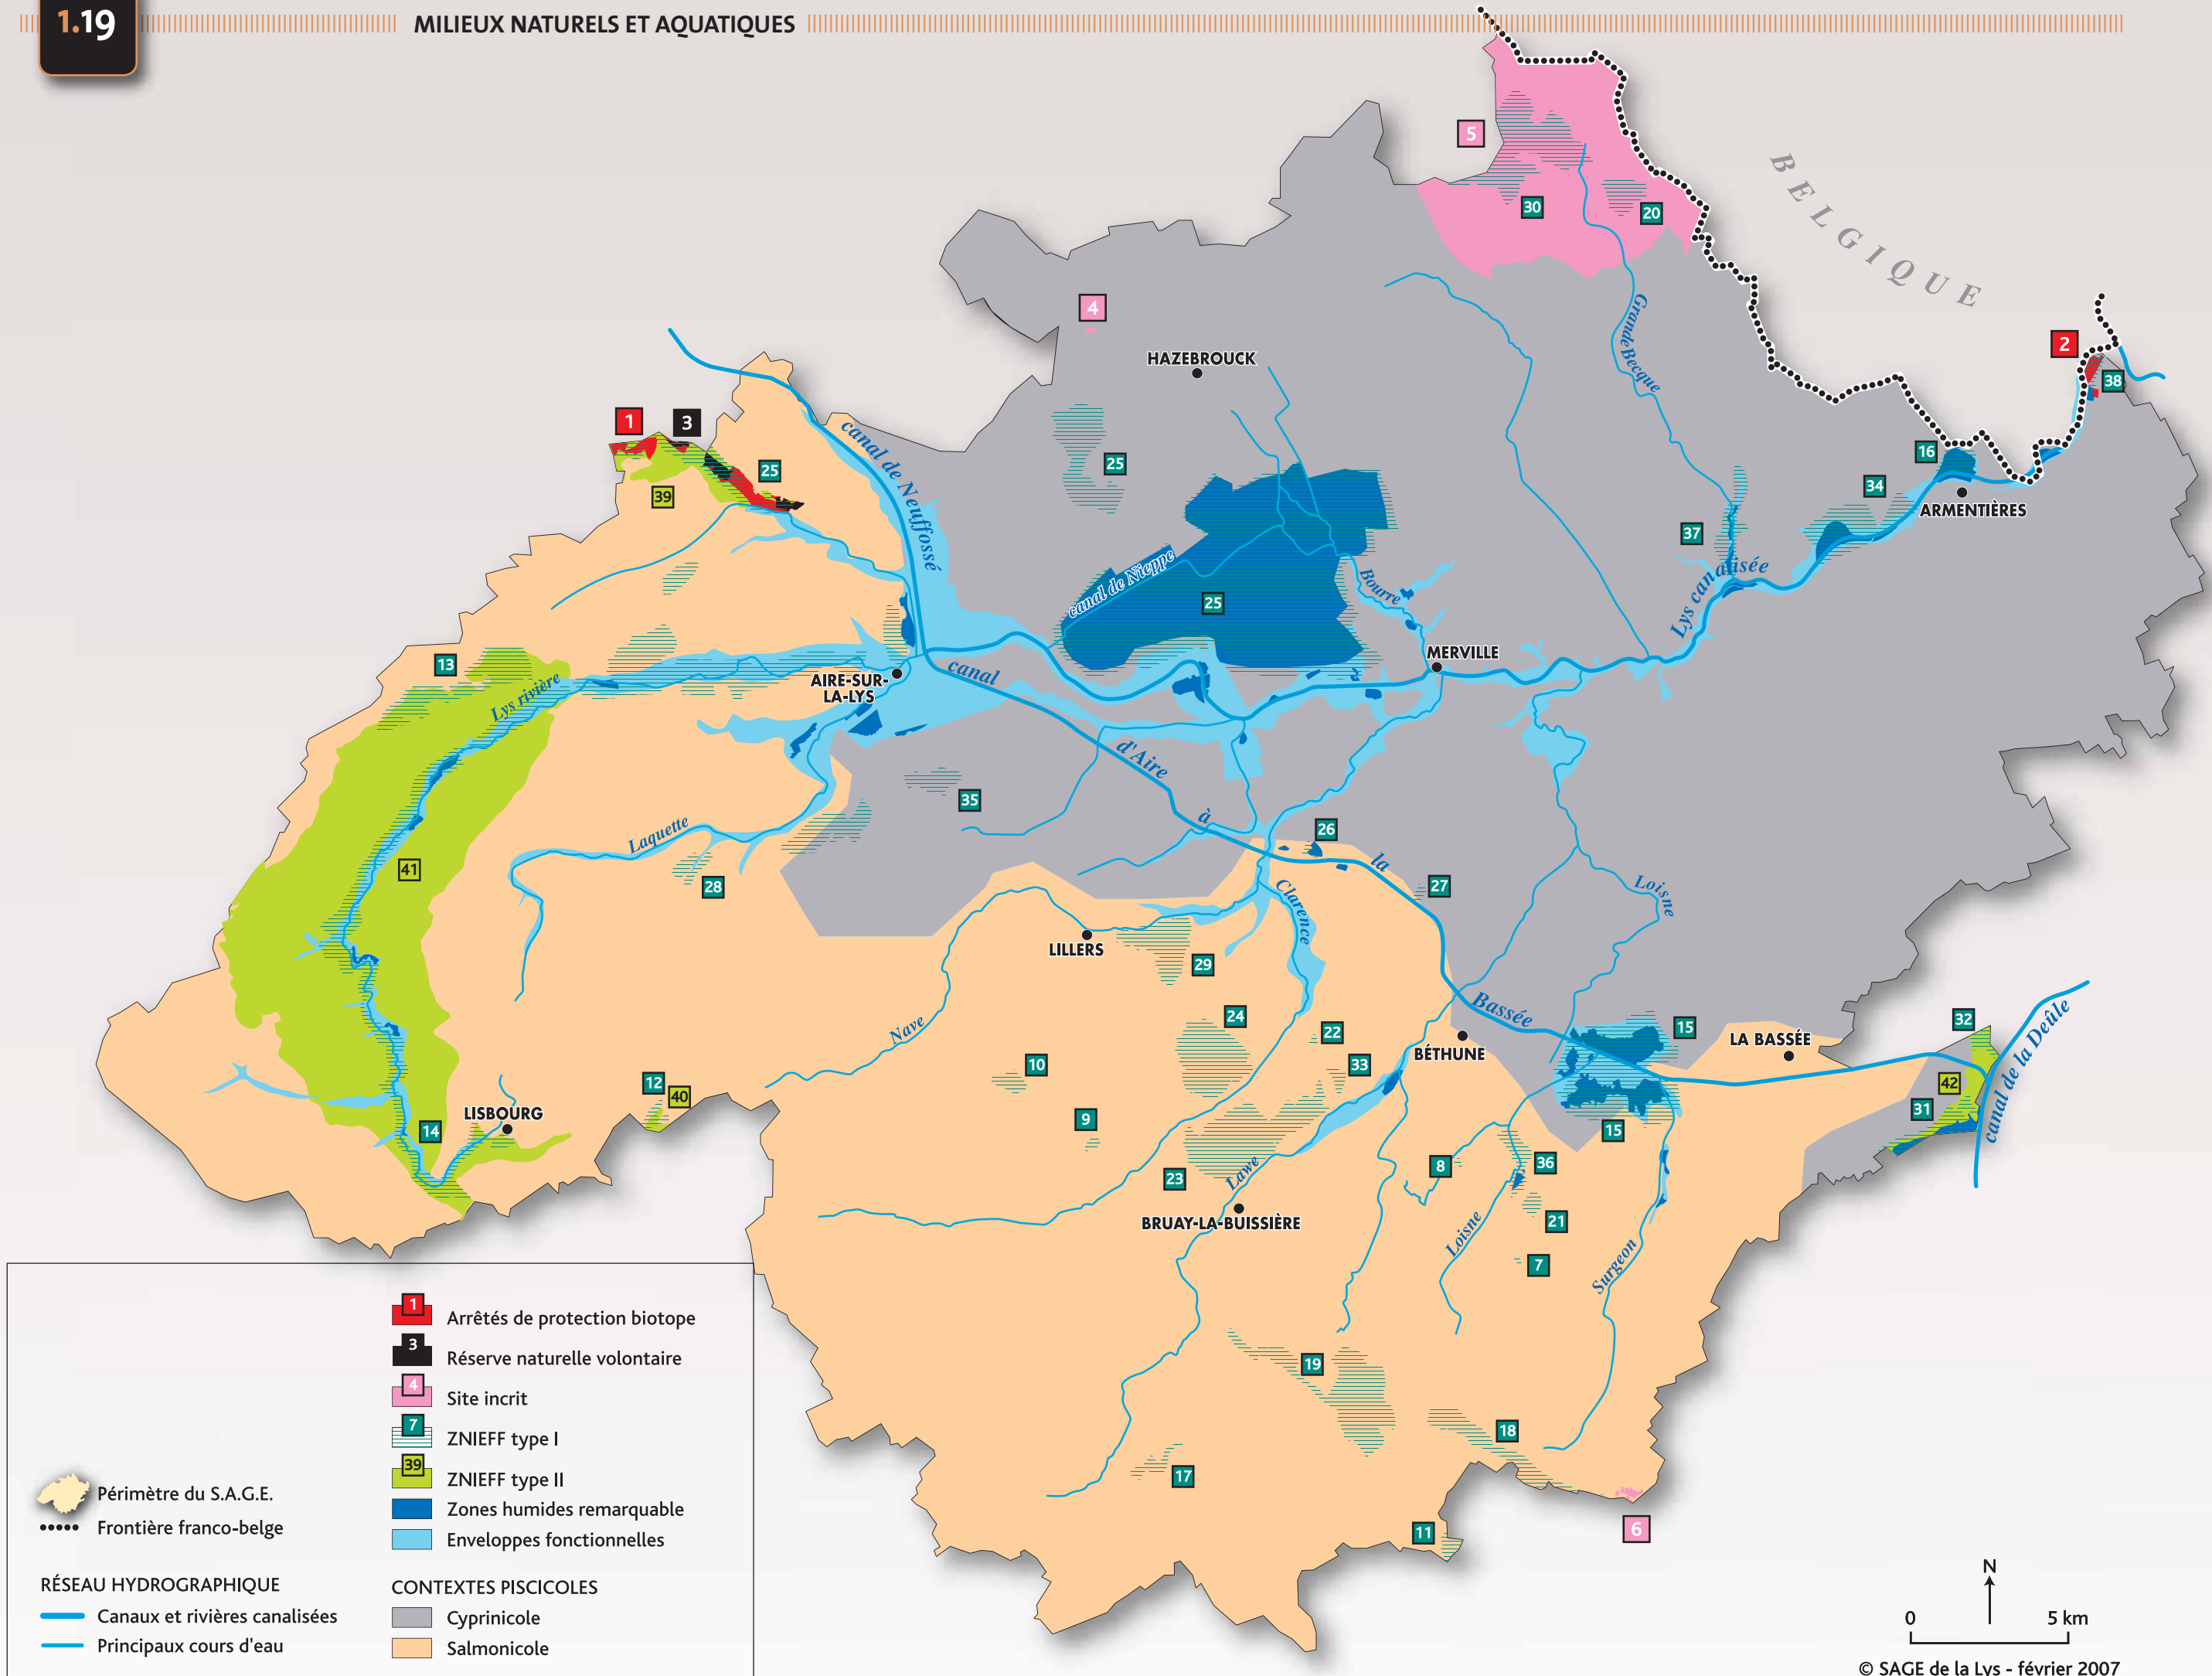 1.19
MILIEUX NATURELS ET AQUATIQUES
BELGIQUE
5
30
20
4
HAZEBROUCK
Grande Becque
2
38
1
3
25
39
canal de Neuffossé
25
16
34
ARMENTIÈRES
37
canal de Nieppe
25
Bourre
Lys canalisée
13
Lys rivière
AIRE-SUR-
LA-LYS
MERVILLE
canal
d'Aire
à
la
Bassée
35
26
Laquette
28
41
27
Loisne
Clarence
LILLERS
29
24
22
Nave
10
33
BÉTHUNE
15
LA BASSÉE
32
42
31
canal de la Deûle
12
40
LISBOURG
14
9
15
8
36
23
Lawe
BRUAY-LA-BUISSIÈRE
21
Loisne
7
Surgeon
19
18
17
11
6
1
Arrêtés de protection biotope
3
Réserve naturelle volontaire
4
Site incrit
7
ZNIEFF type I
39
ZNIEFF type II
Zones humides remarquable
Enveloppes fonctionnelles
Périmètre du S.A.G.E.
Frontière franco-belge
RÉSEAU HYDROGRAPHIQUE
Canaux et rivières canalisées
Principaux cours d'eau
CONTEXTES PISCICOLES
Cyprinicole
Salmonicole
N
0 5 km
© SAGE de la Lys - février 2007